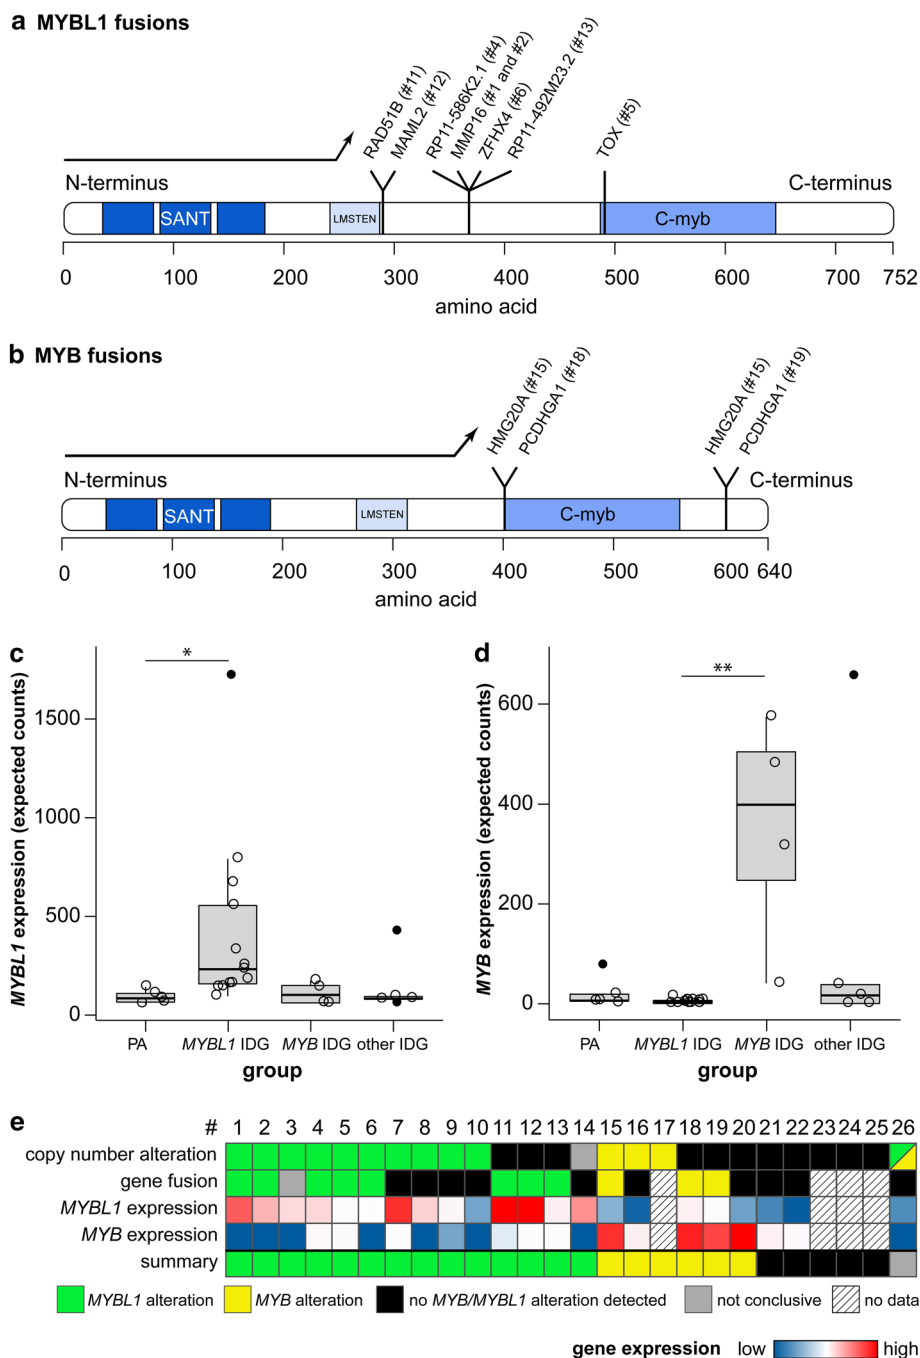 a MYBL1 fusions
RAD51B (#11)
MAML2 (#12)
RP11-586K2.1 (#4)
MMP16 (#1 and #2)
ZFHX4 (#6)
RP11-492M23.2 (#13)
TOX (#5)
N-terminus C-terminus
SANT LMSTEN C-myb
0 100 200 300 400 500 600 700 752
amino acid
b MYB fusions
HMG20A (#15)
PCDHGA1 (#18)
HMG20A (#15)
PCDHGA1 (#19)
N-terminus C-terminus
SANT LMSTEN C-myb
0 100 200 300 400 500 600 640
amino acid
c
MYBL1 expression (expected counts)
*
1500
1000
500
0
PA MYBL1 IDG MYB IDG other IDG
group
d
MYB expression (expected counts)
**
600
400
200
0
PA MYBL1 IDG MYB IDG other IDG
group
e # 1 2 3 4 5 6 7 8 9 10 11 12 13 14 15 16 17 18 19 20 21 22 23 24 25 26
copy number alteration
gene fusion
MYBL1 expression
MYB expression
summary
MYBL1 alteration MYB alteration no MYB/MYBL1 alteration detected not conclusive no data
gene expression low high